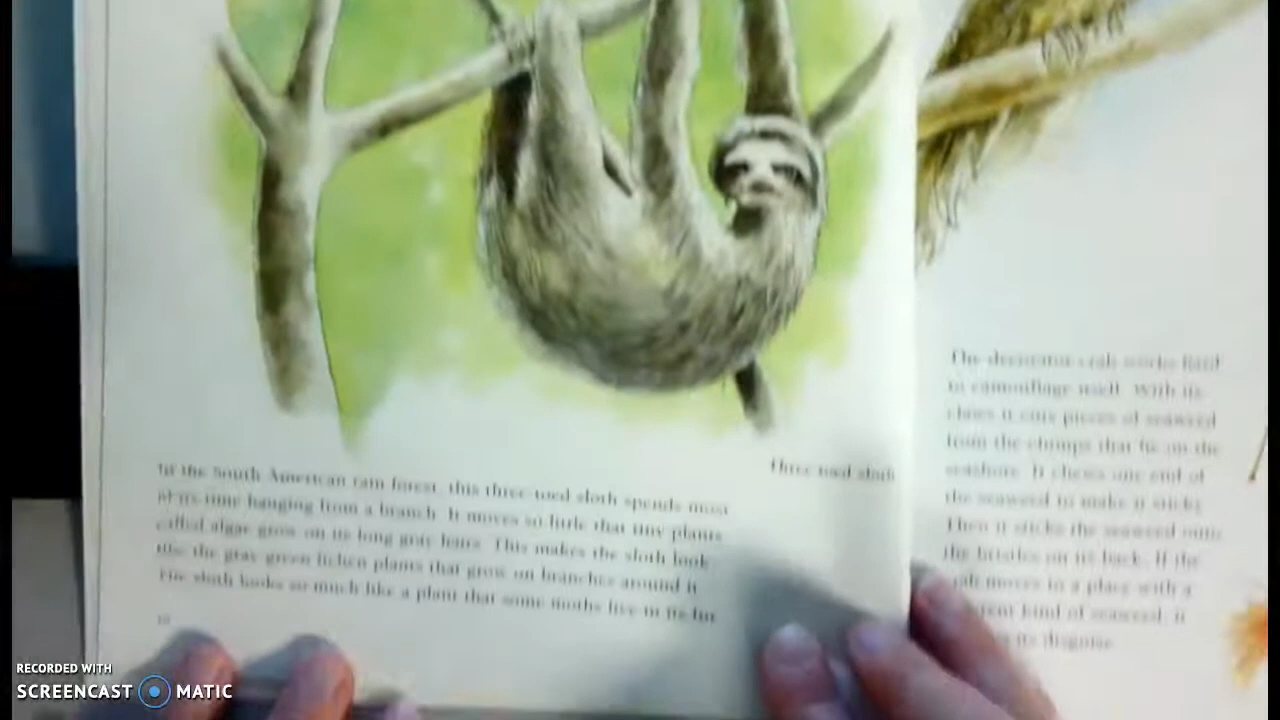 In the South American rain forest, this three-toed sloth spends most
of its time hanging from a branch. It moves so little that tiny plants
called algae grow on its long gray hairs. This makes the sloth look
like the gray-green lichen plants that grow on branches around it.
The sloth looks so much like a plant that some moths live in its fur.
Three-toed sloth
The decorator crab works hard
to camouflage itself. With its
claws it cuts pieces of seaweed
from the clumps that lie on the
seashore. It chews one end of
the seaweed to make it sticky.
Then it sticks the seaweed onto
the bristles on its back. If the
crab moves to a place with a
kind of seaweed, it
its disguise.
RECORDED WITH
SCREENCAST MATIC